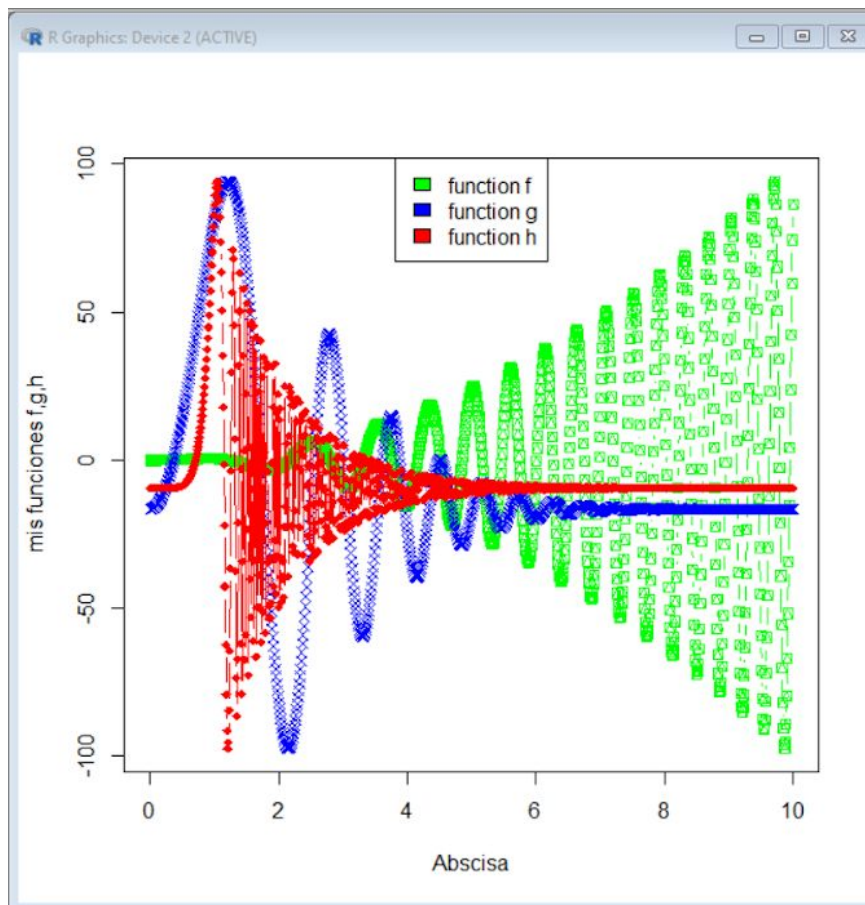 R Graphics: Device 2 (ACTIVE)
100
50
0
-50
-100
mis funciones f,g,h
function f
function g
function h
0 2 4 6 8 10
Abscisa